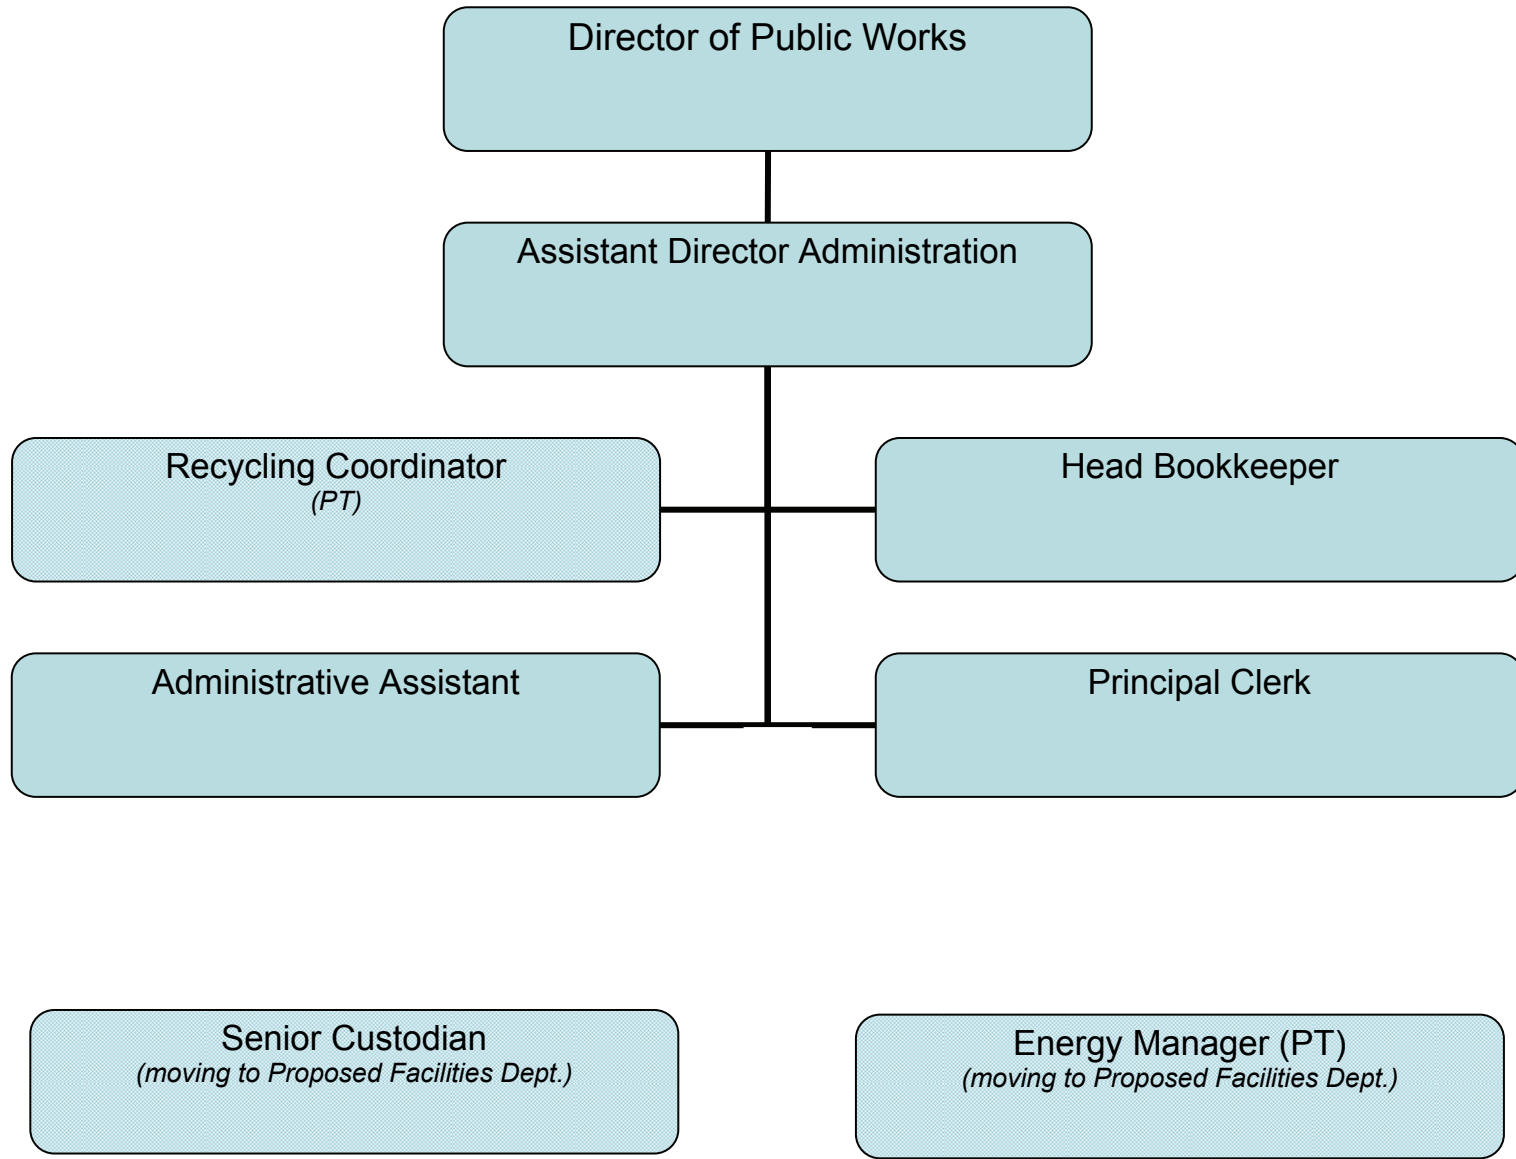 Director of Public Works
Assistant Director Administration
Recycling Coordinator
(PT)
Head Bookkeeper
Administrative Assistant
Principal Clerk
Senior Custodian
(moving to Proposed Facilities Dept.)
Energy Manager (PT)
(moving to Proposed Facilities Dept.)